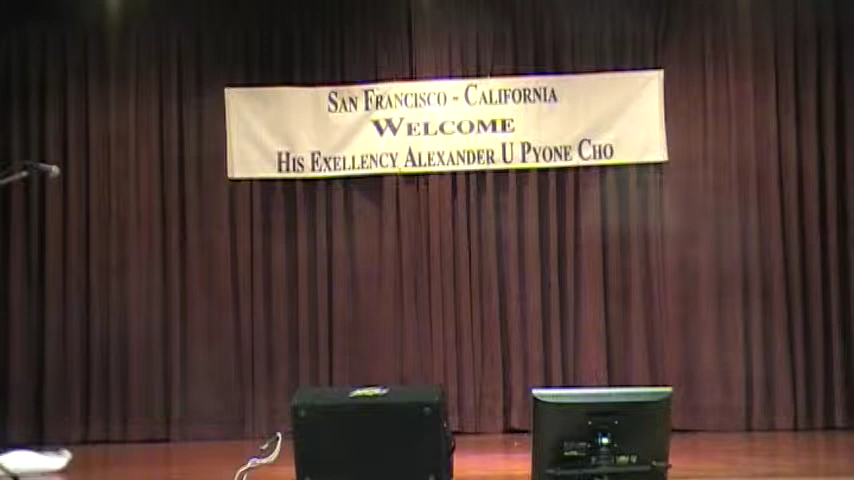 SAN FRANCISCO - CALIFORNIA
WELCOME
HIS EXELLENCY ALEXANDER U PYONE CHO